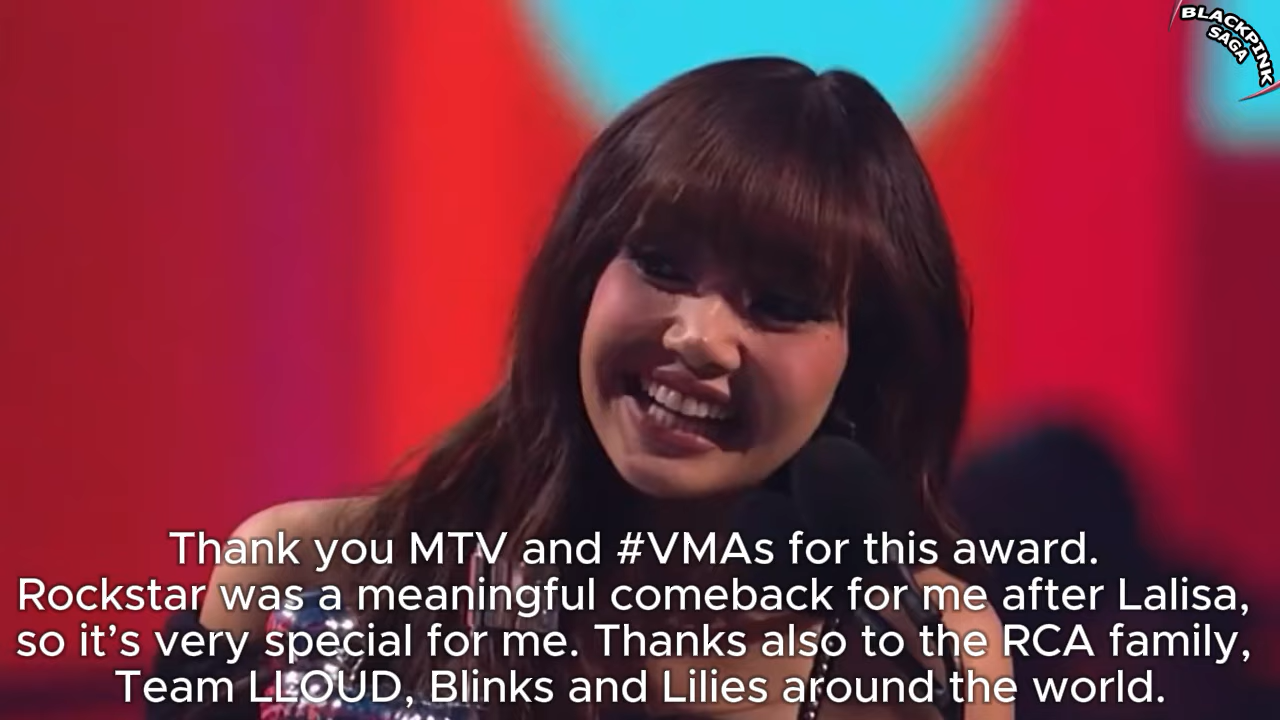 BLACKPINK
SAGA
Thank you MTV and #VMAs for this award.
Rockstar was a meaningful comeback for me after Lalisa,
so it’s very special for me. Thanks also to the RCA family,
Team LLOUD, Blinks and Lilies around the world.